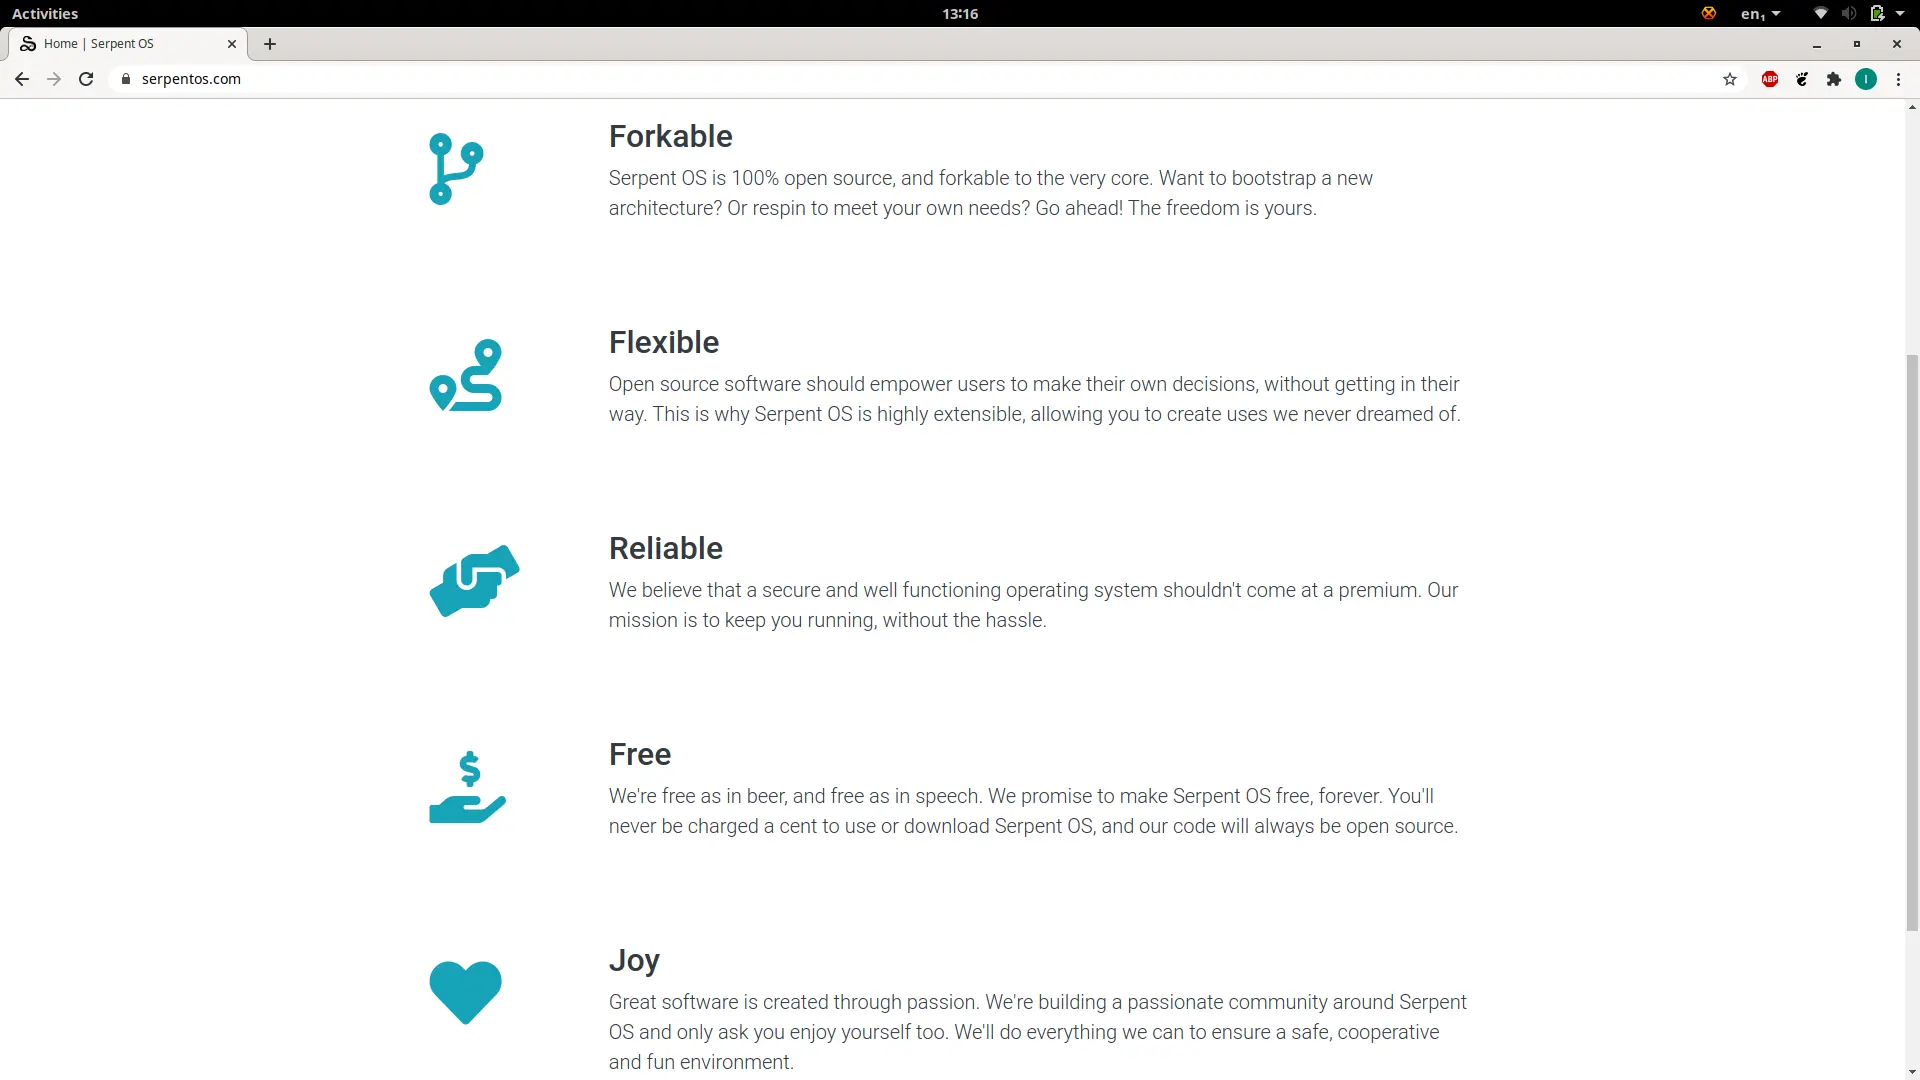 Activities
13:16
en₁
Home | Serpent OS
serpentos.com
ABP
I
Forkable
Serpent OS is 100% open source, and forkable to the very core. Want to bootstrap a new
architecture? Or respin to meet your own needs? Go ahead! The freedom is yours.
Flexible
Open source software should empower users to make their own decisions, without getting in their
way. This is why Serpent OS is highly extensible, allowing you to create uses we never dreamed of.
Reliable
We believe that a secure and well functioning operating system shouldn't come at a premium. Our
mission is to keep you running, without the hassle.
$
Free
We're free as in beer, and free as in speech. We promise to make Serpent OS free, forever. You'll
never be charged a cent to use or download Serpent OS, and our code will always be open source.
Joy
Great software is created through passion. We're building a passionate community around Serpent
OS and only ask you enjoy yourself too. We'll do everything we can to ensure a safe, cooperative
and fun environment.